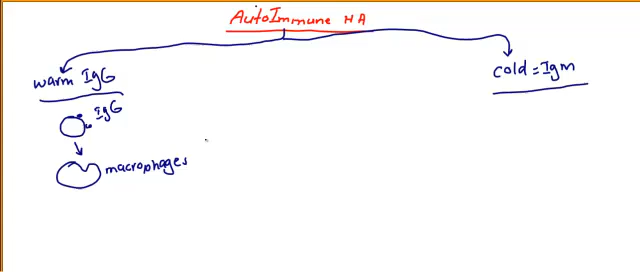 AutoImmune HA
warm IgG
cold = Igm
IgG
macrophages